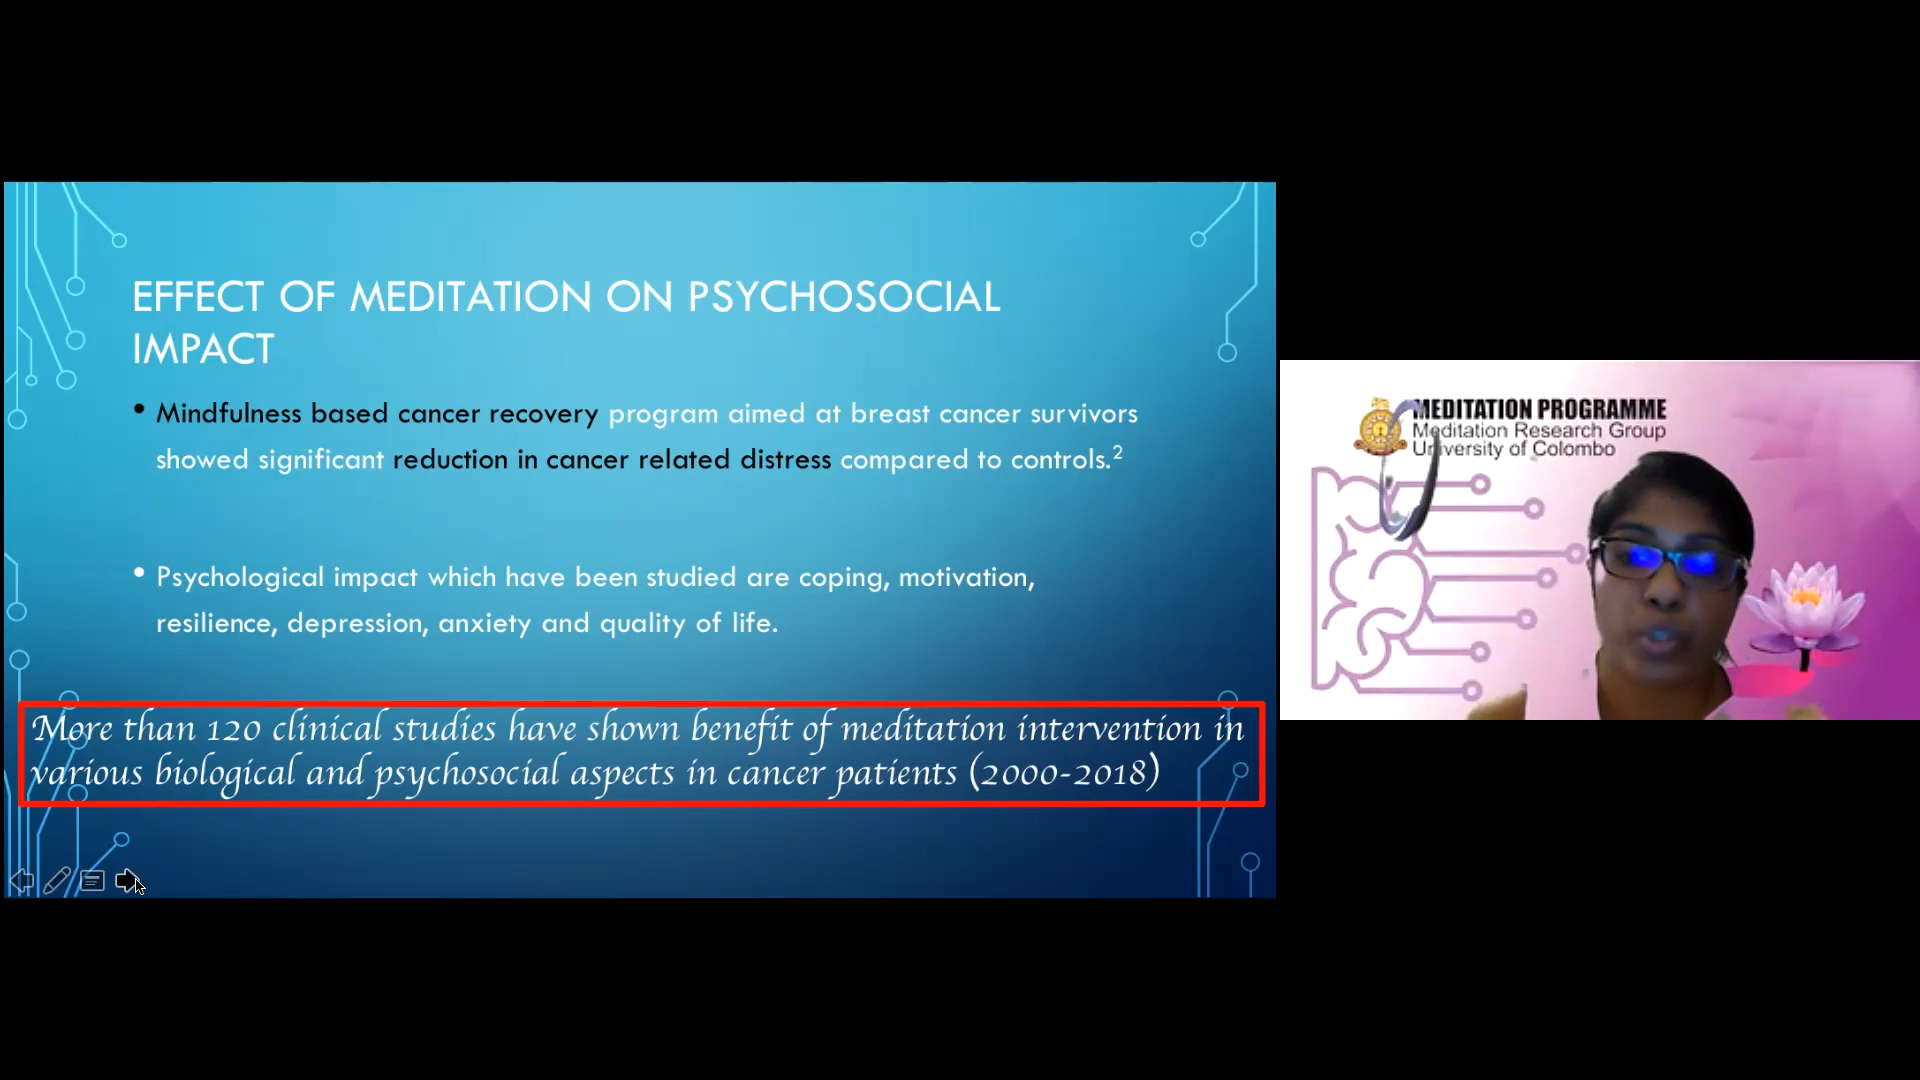 EFFECT OF MEDITATION ON PSYCHOSOCIAL
IMPACT
• Mindfulness based cancer recovery program aimed at breast cancer survivors
showed significant reduction in cancer related distress compared to controls.²
• Psychological impact which have been studied are coping, motivation,
resilience, depression, anxiety and quality of life.
More than 120 clinical studies have shown benefit of meditation intervention in
various biological and psychosocial aspects in cancer patients (2000-2018)
MEDITATION PROGRAMME
Meditation Research Group
University of Colombo